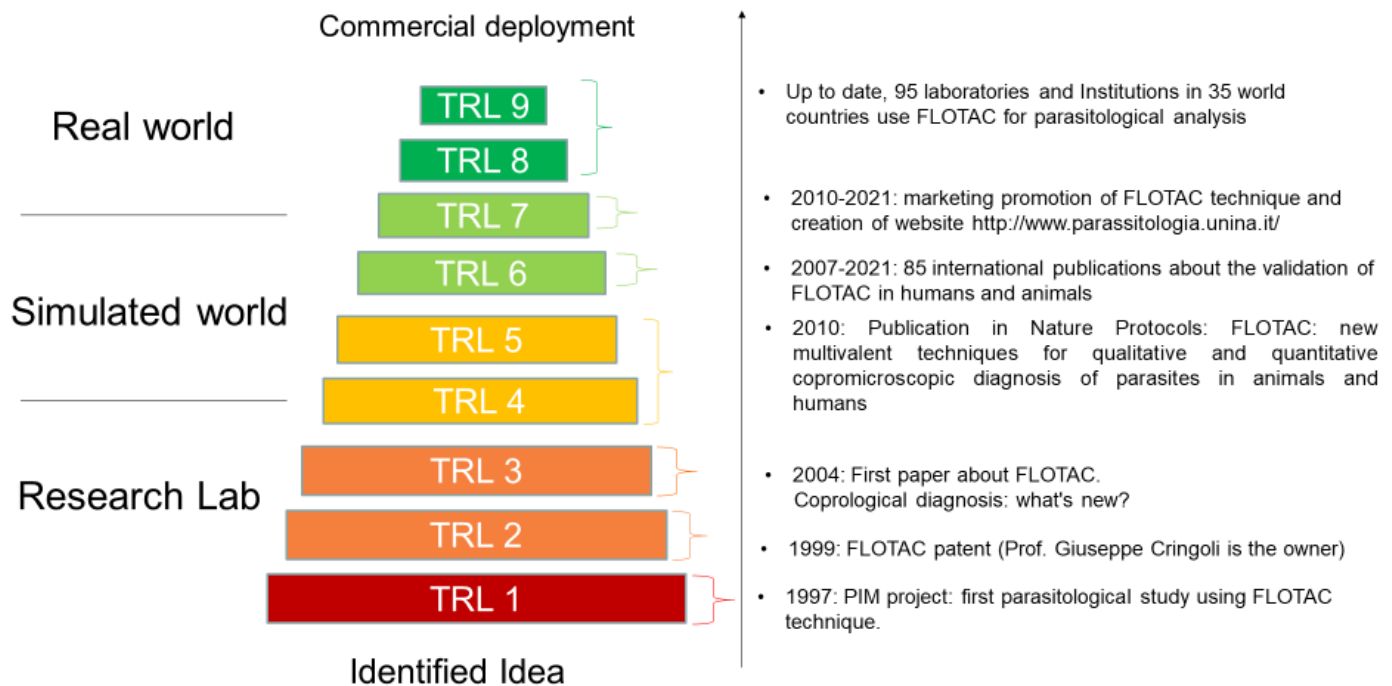 Commercial deployment
Real world
Simulated world
Research Lab
TRL 9
TRL 8
TRL 7
TRL 6
TRL 5
TRL 4
TRL 3
TRL 2
TRL 1
Identified Idea
• Up to date, 95 laboratories and Institutions in 35 world
countries use FLOTAC for parasitological analysis
• 2010-2021: marketing promotion of FLOTAC technique and
creation of website http://www.parassitologia.unina.it/
• 2007-2021: 85 international publications about the validation of
FLOTAC in humans and animals
• 2010: Publication in Nature Protocols: FLOTAC: new
multivalent techniques for qualitative and quantitative
copromicroscopic diagnosis of parasites in animals and
humans
• 2004: First paper about FLOTAC.
Coprological diagnosis: what's new?
• 1999: FLOTAC patent (Prof. Giuseppe Cringoli is the owner)
• 1997: PIM project: first parasitological study using FLOTAC
technique.